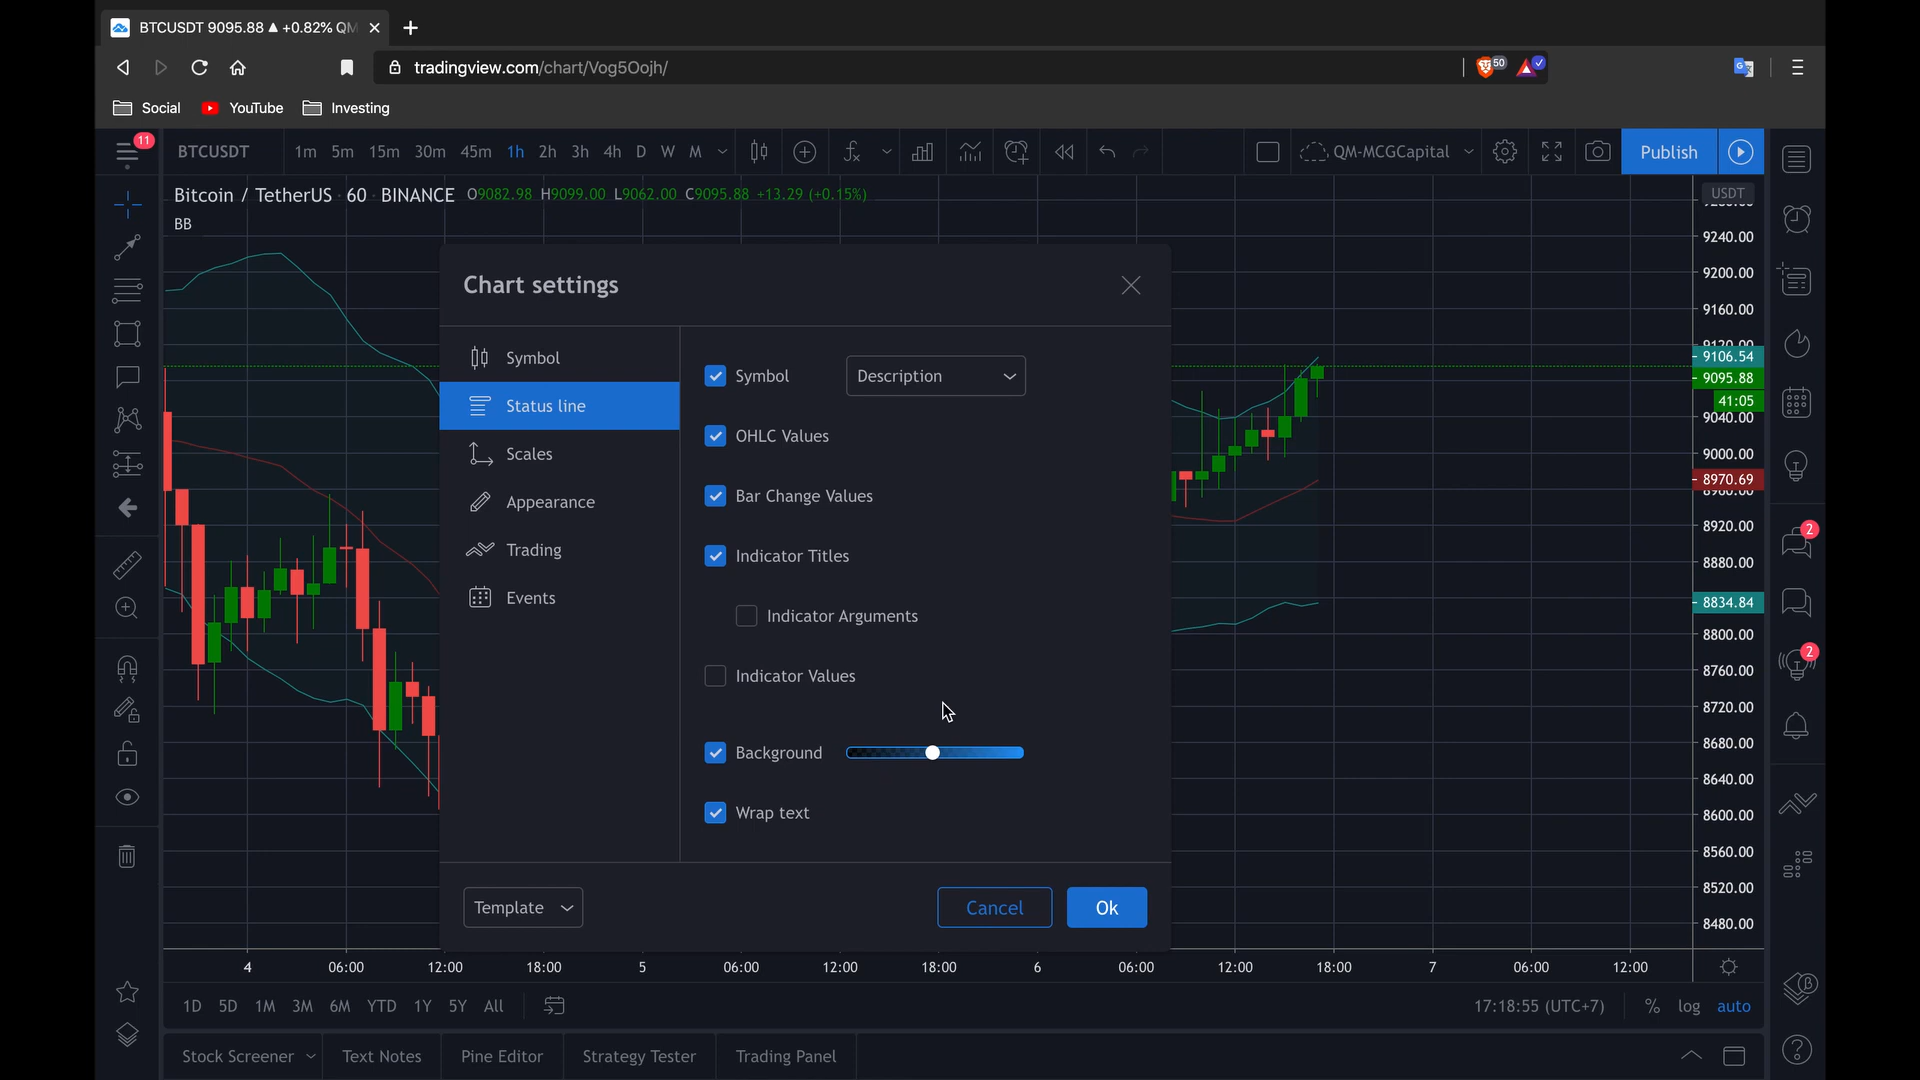 BTCUSDT 9095.88 ▲ +0.82% QM
tradingview.com/chart/Vog5Oojh/
50
Social YouTube Investing
11
BTCUSDT 1m 5m 15m 30m 45m 1h 2h 3h 4h D W M QM-MCGCapital Publish
Bitcoin / TetherUS 60 BINANCE O9082.98 H9099.00 L9062.00 C9095.88 +13.29 (+0.15%)
USDT
BB
9240.00
9200.00
9160.00
9120.00
9106.54
9095.88
41:05
9040.00
9000.00
8970.69
8960.00
8920.00
8880.00
8834.84
8800.00
8760.00
8720.00
8680.00
8640.00
8600.00
8560.00
8520.00
8480.00
2
2
Chart settings
Symbol
Status line
Scales
Appearance
Trading
Events
Symbol Description
OHLC Values
Bar Change Values
Indicator Titles
Indicator Arguments
Indicator Values
Background
Wrap text
Template Cancel Ok
4 06:00 12:00 18:00 5 06:00 12:00 18:00 6 06:00 12:00 18:00 7 06:00 12:00
1D 5D 1M 3M 6M YTD 1Y 5Y All 17:18:55 (UTC+7) % log auto
Stock Screener Text Notes Pine Editor Strategy Tester Trading Panel